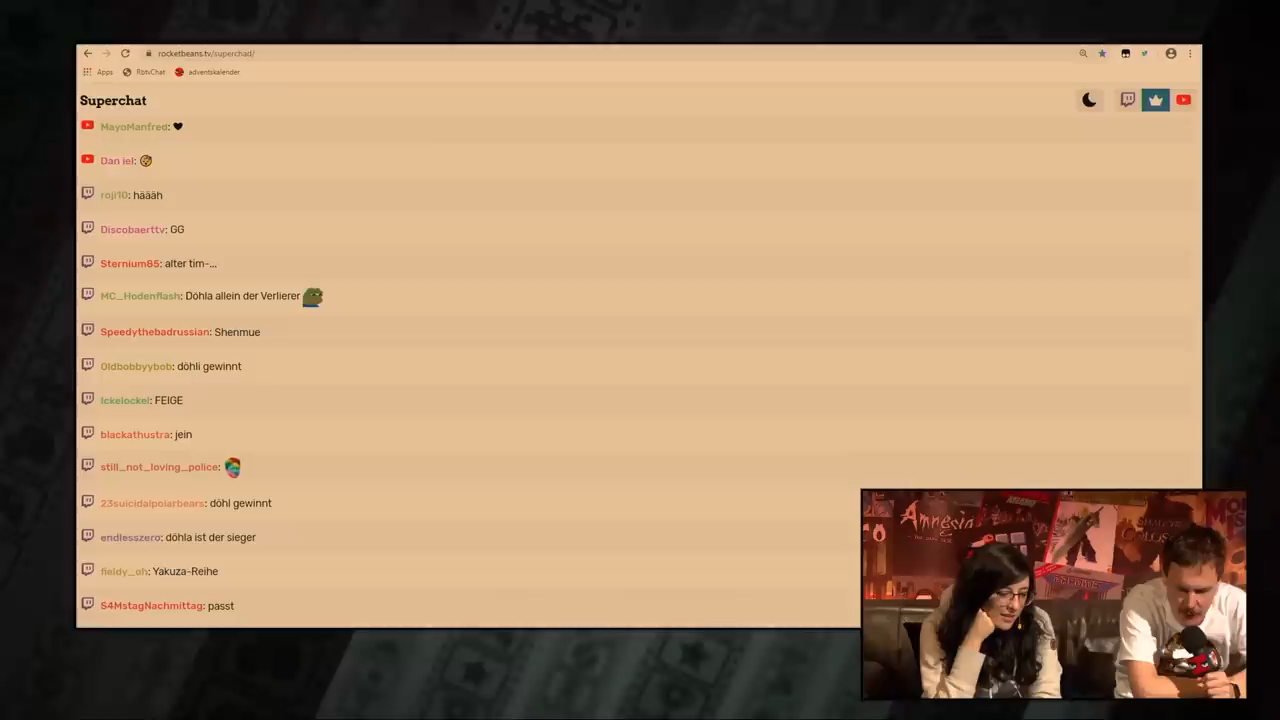 rocketbeans.tv/superchad/
Apps RbtvChat adventskalender
Superchat
MayoManfred: 🖤
Dan iel:
roji10: häääh
Discobaerttv: GG
Sternium85: alter tim-...
MC_Hodenflash: Döhla allein der Verlierer
Speedythebadrussian: Shenmue
Oldbobbyybob: döhli gewinnt
Ickelockel: FEIGE
blackathustra: jein
still_not_loving_police:
23suicidalpolarbears: döhl gewinnt
endlesszero: döhla ist der sieger
fieldy_oh: Yakuza-Reihe
S4MstagNachmittag: passt
Amnesia